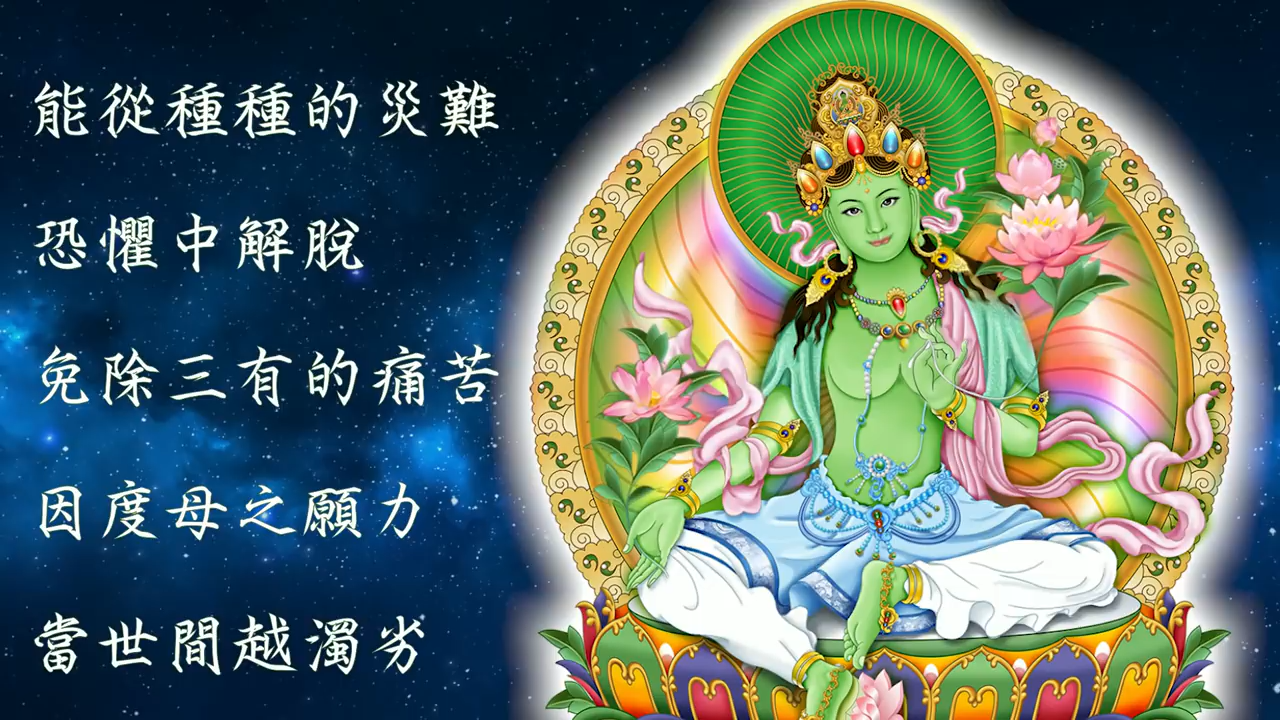 能從種種的災難
恐懼中解脫
免除三有的痛苦
因度母之願力
當世間越濁劣